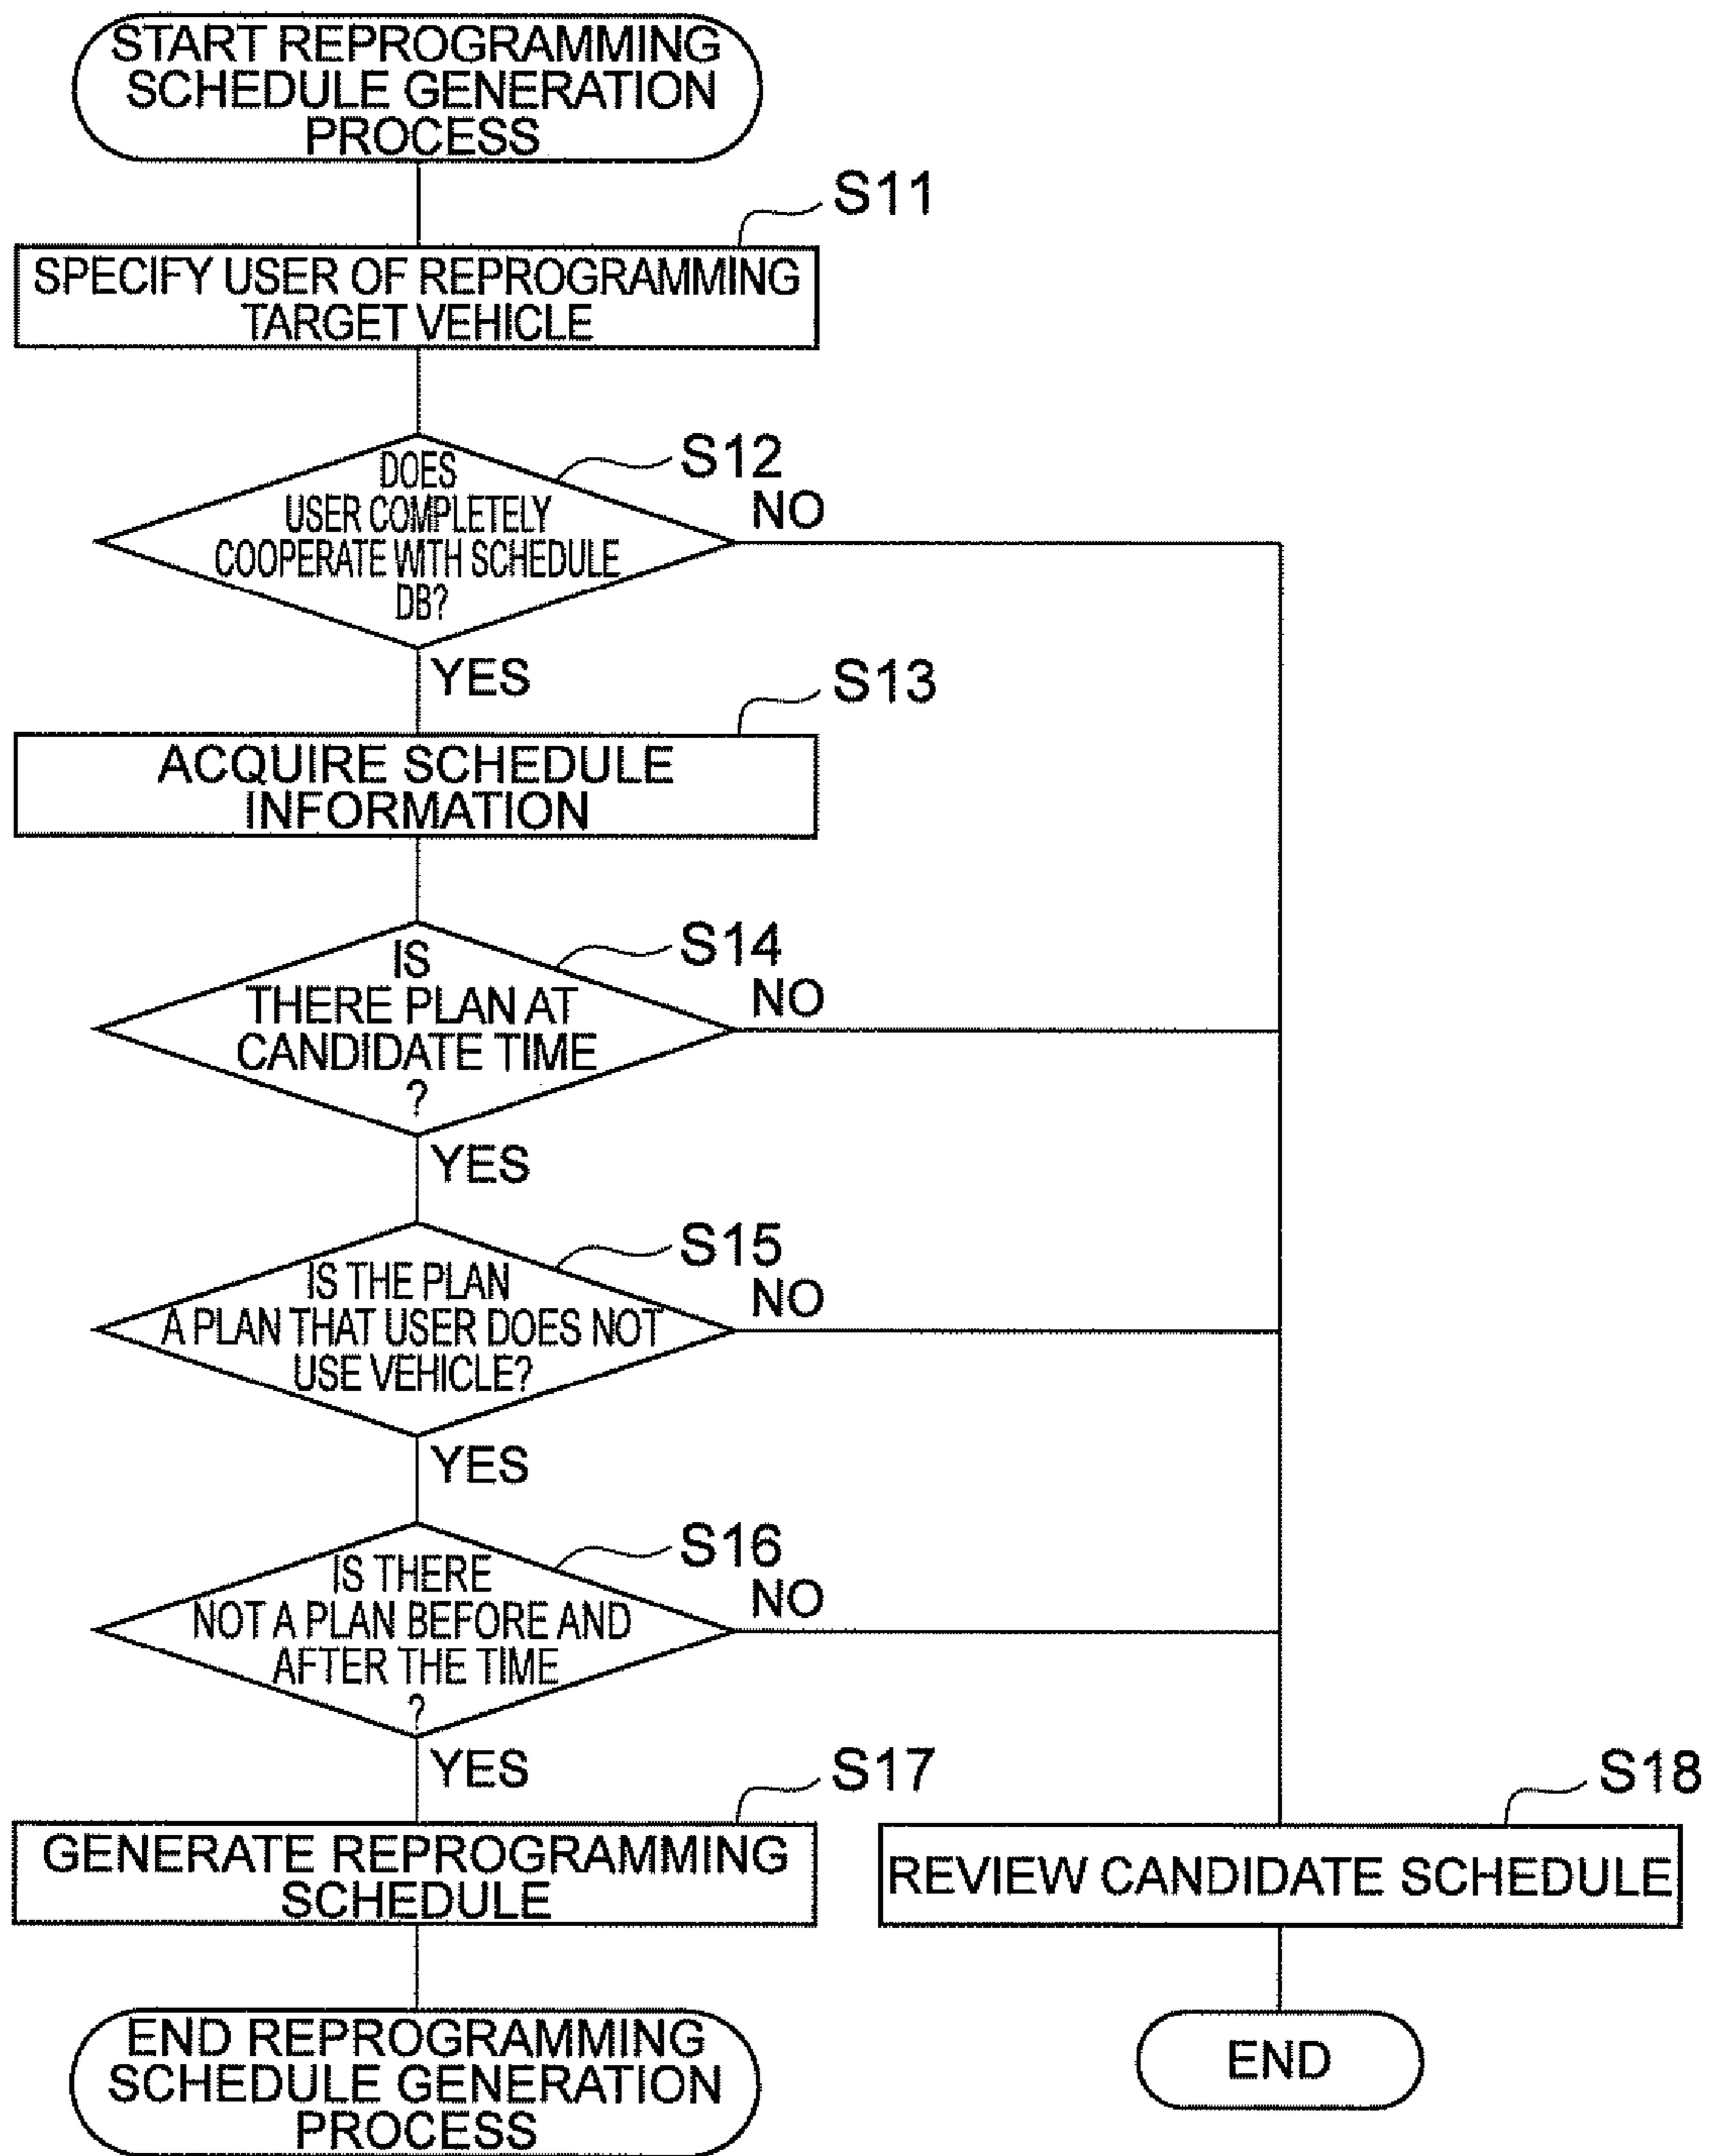 START REPROGRAMMING
SCHEDULE GENERATION
PROCESS
S11
SPECIFY USER OF REPROGRAMMING
TARGET VEHICLE
S12
DOES
USER COMPLETELY
COOPERATE WITH SCHEDULE
DB?
NO
YES
S13
ACQUIRE SCHEDULE
INFORMATION
S14
IS
THERE PLAN AT
CANDIDATE TIME
?
NO
YES
S15
IS THE PLAN
A PLAN THAT USER DOES NOT
USE VEHICLE?
NO
YES
S16
IS THERE
NOT A PLAN BEFORE AND
AFTER THE TIME
?
NO
YES
S17
GENERATE REPROGRAMMING
SCHEDULE
S18
REVIEW CANDIDATE SCHEDULE
END REPROGRAMMING
SCHEDULE GENERATION
PROCESS
END